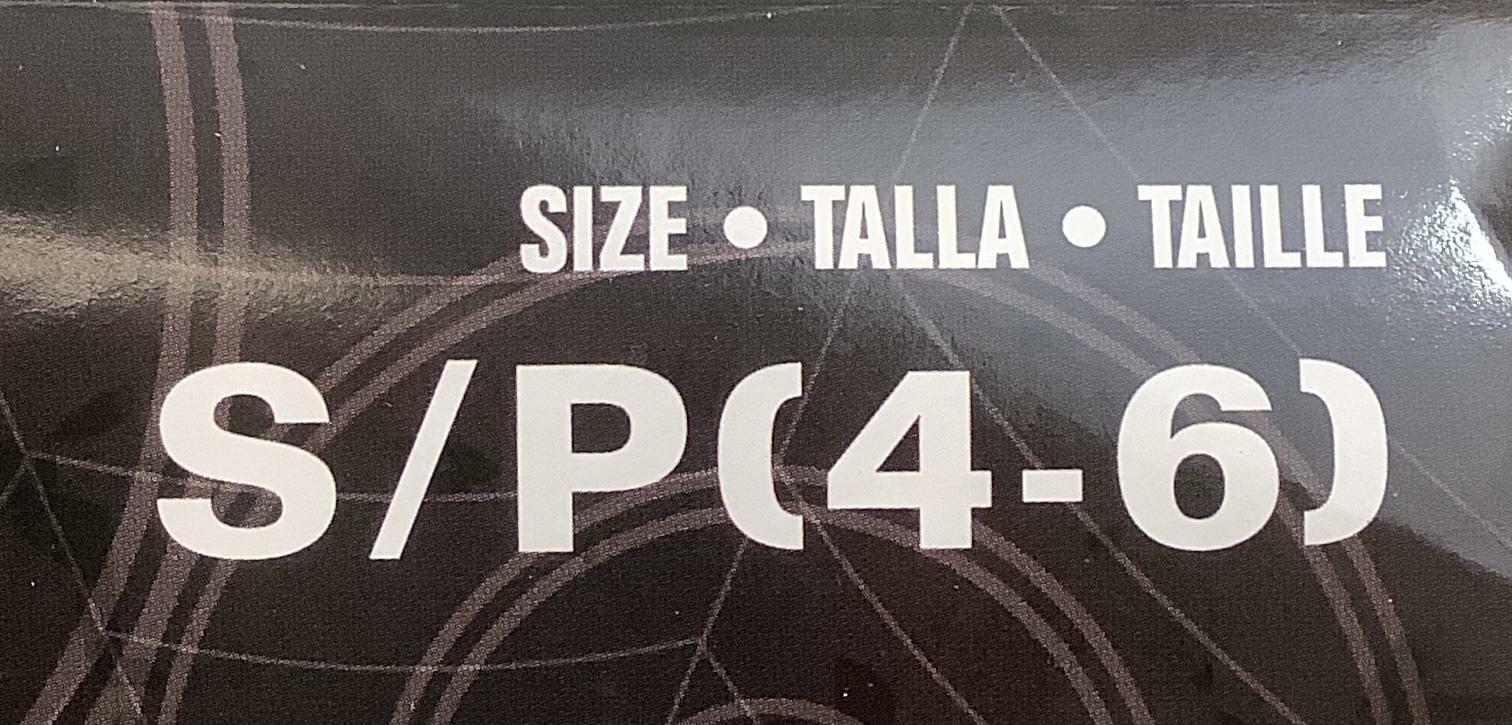 SIZE • TALLA • TAILLE
S/P(4-6)